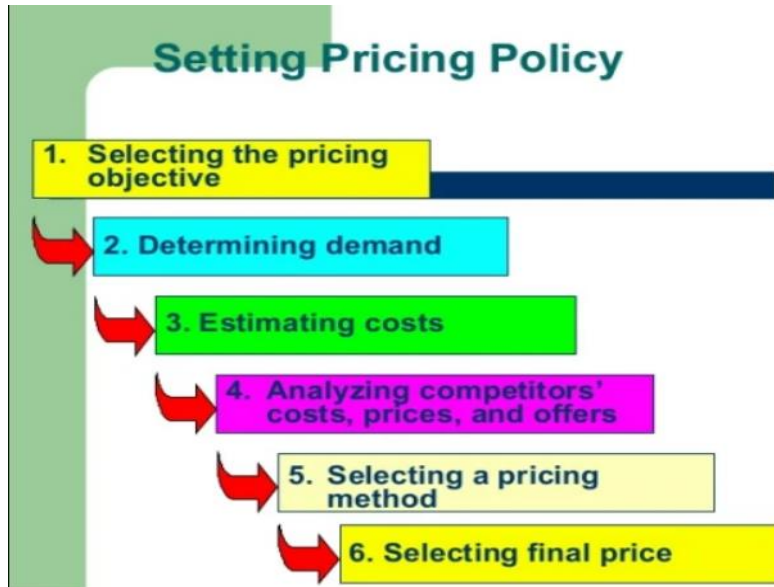 Setting Pricing Policy
1. Selecting the pricing
objective
2. Determining demand
3. Estimating costs
4. Analyzing competitors’
costs, prices, and offers
5. Selecting a pricing
method
6. Selecting final price